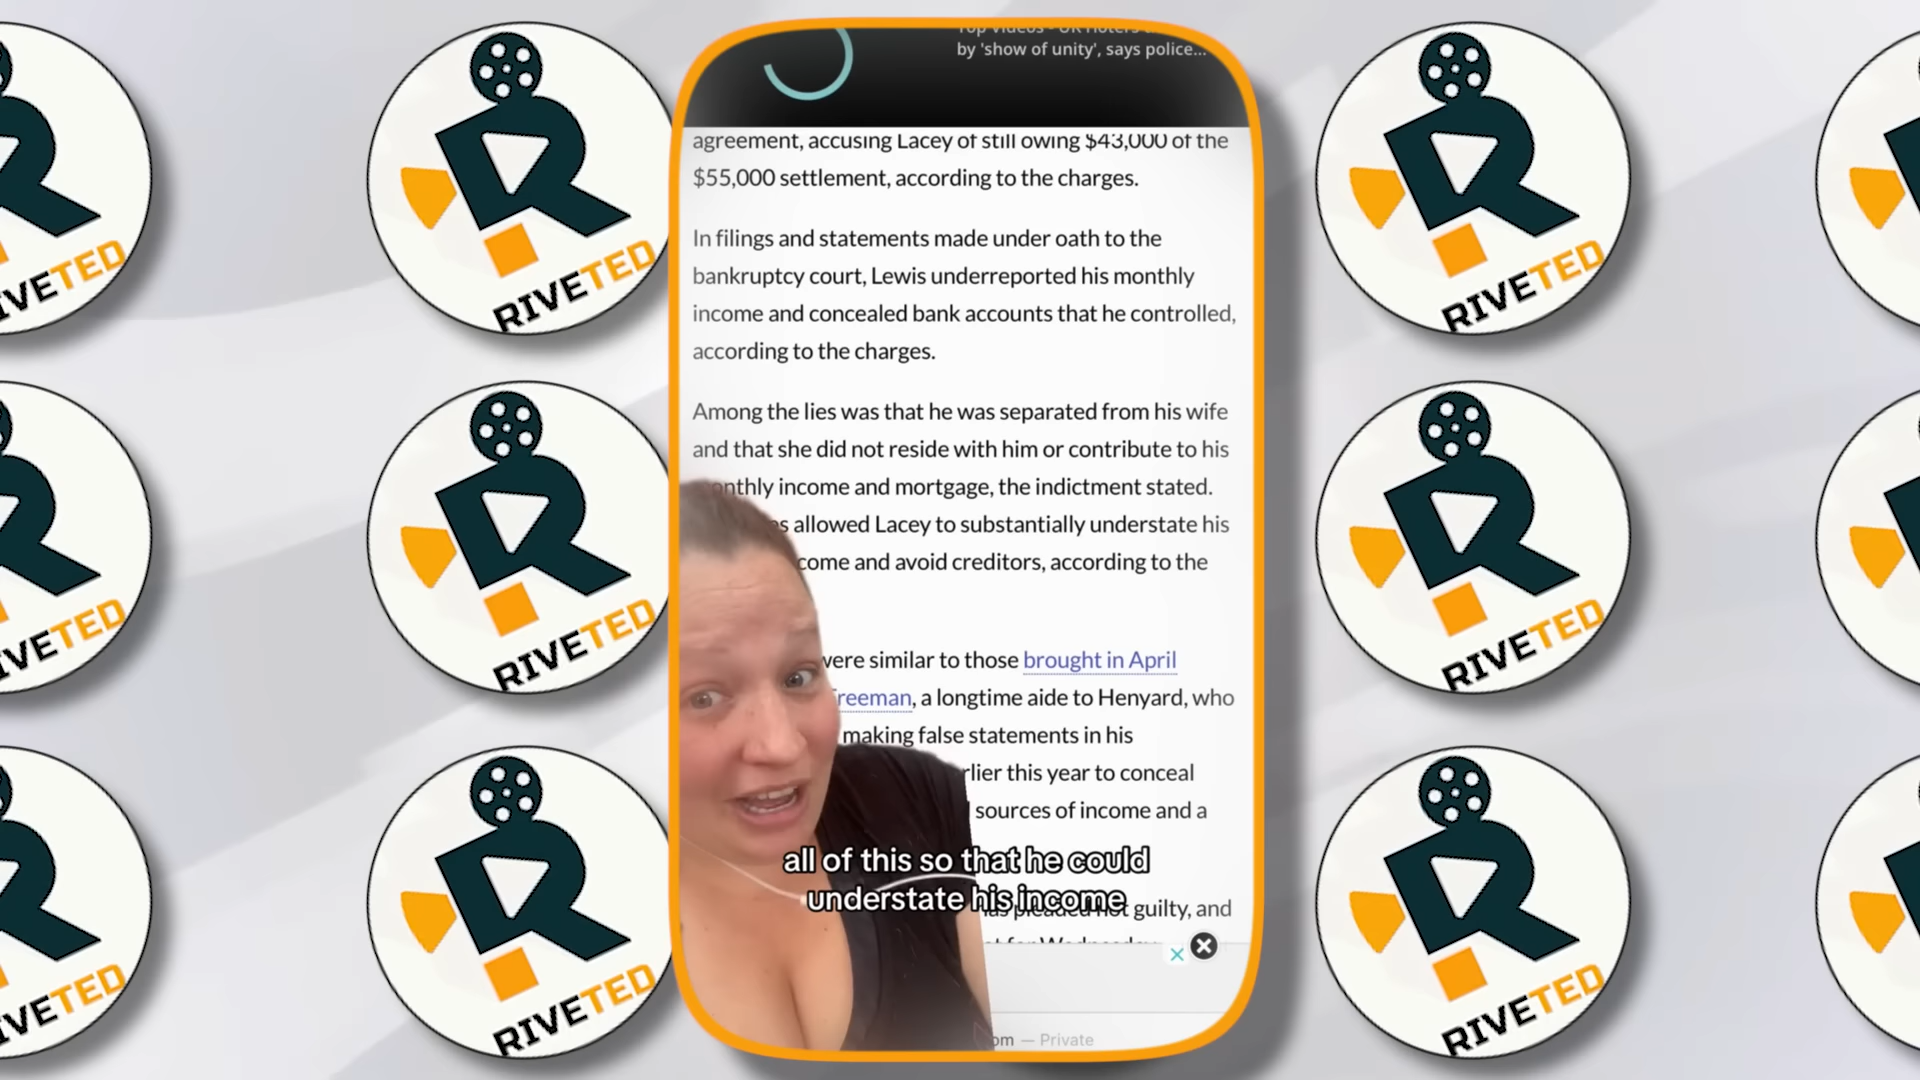 by 'show of unity', says police...
agreement, accusing Lacey of still owing $43,000 of the
$55,000 settlement, according to the charges.
In filings and statements made under oath to the
bankruptcy court, Lewis underreported his monthly
income and concealed bank accounts that he controlled,
according to the charges.
Among the lies was that he was separated from his wife
and that she did not reside with him or contribute to his
monthly income and mortgage, the indictment stated.
allowed Lacey to substantially understate his
and avoid creditors, according to the
were similar to those brought in April
Freeman, a longtime aide to Henyard, who
making false statements in his
this year to conceal
sources of income and a
all of this so that he could
understate his income
guilty, and
— Private
RIVETED
RIVETED
RIVETED
RIVETED
RIVETED
RIVETED